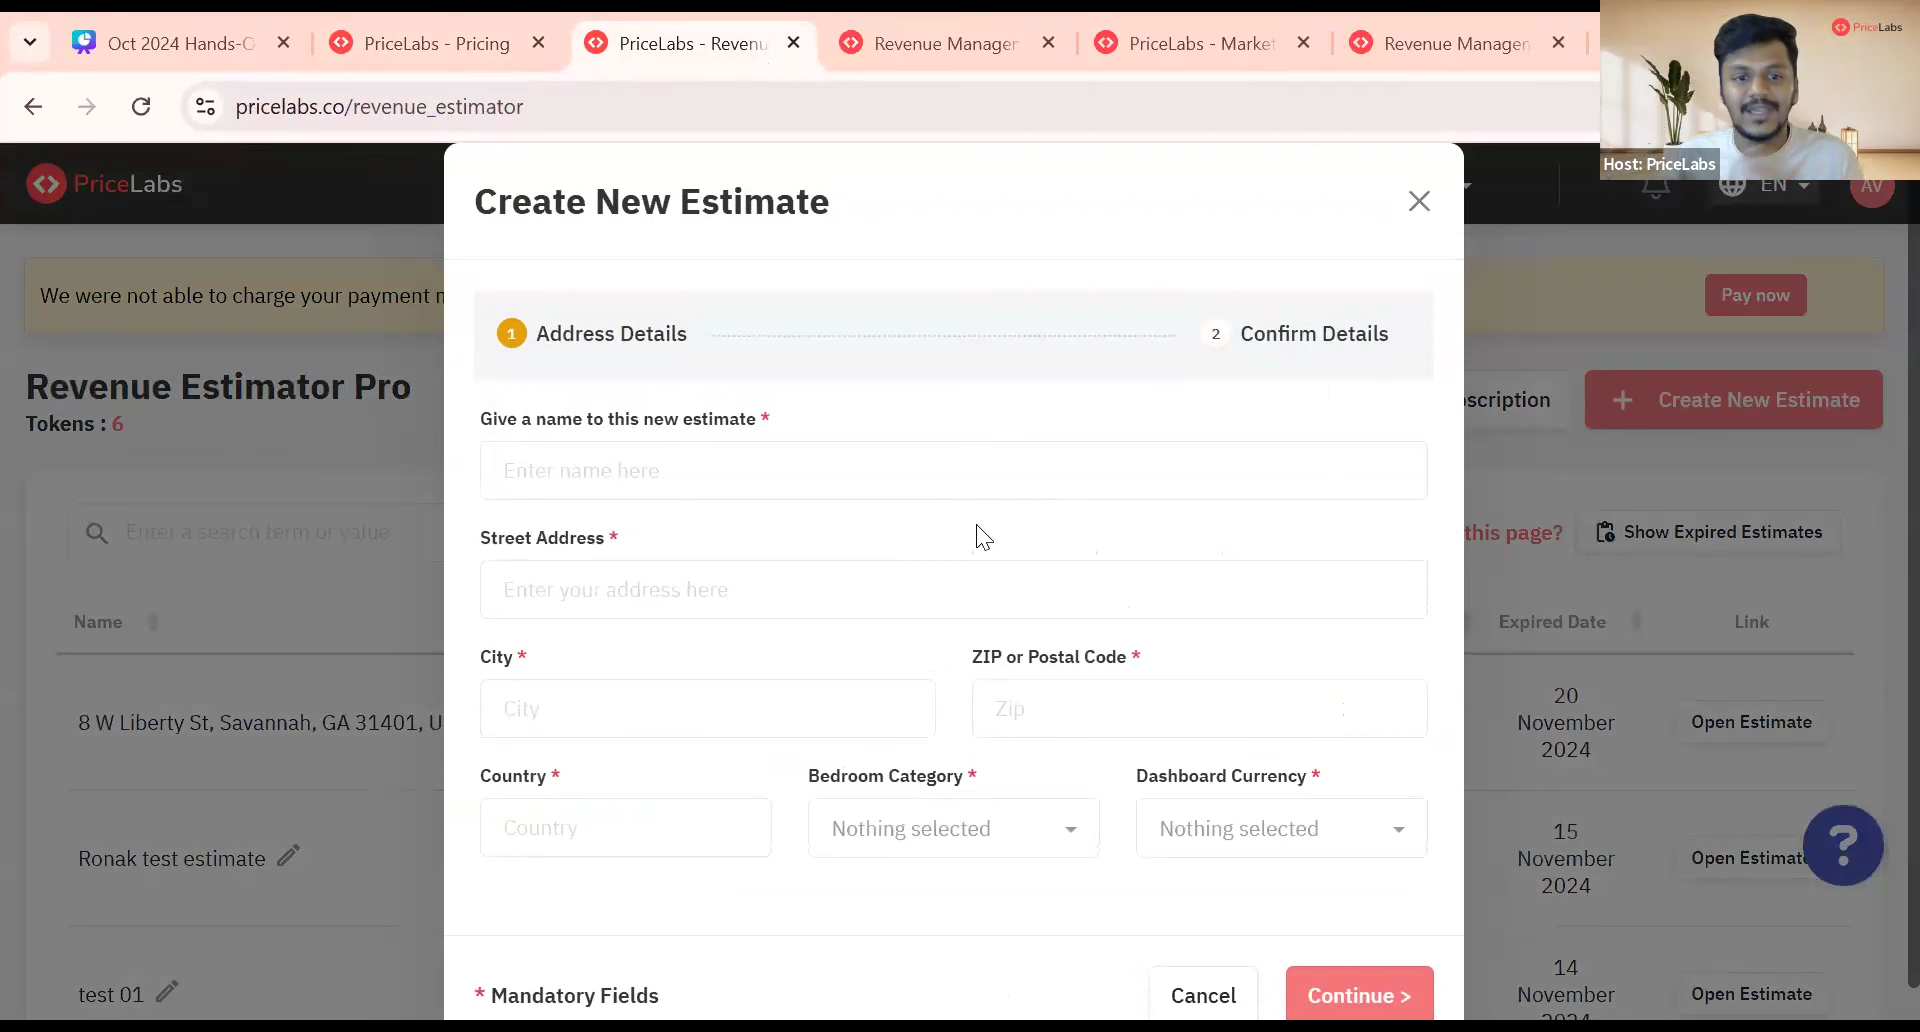 Oct 2024 Hands-O
PriceLabs - Pricing
PriceLabs - Revenu
Revenue Manager
PriceLabs - Market
Revenue Managem
PriceLabs
pricelabs.co/revenue_estimator
Host: PriceLabs
PriceLabs
EN
AV
Create New Estimate
We were not able to charge your payment
Pay now
1 Address Details
2 Confirm Details
Revenue Estimator Pro
Tokens : 6
scription
+ Create New Estimate
Give a name to this new estimate *
Enter name here
Enter a search term or value
this page?
Show Expired Estimates
Street Address *
Enter your address here
Name
Expired Date
Link
City *
ZIP or Postal Code *
City
Zip
8 W Liberty St, Savannah, GA 31401, U
20
November
2024
Open Estimate
Country *
Bedroom Category *
Dashboard Currency *
Country
Nothing selected
Nothing selected
Ronak test estimate
15
November
2024
Open Estimate
?
test 01
14
November
2024
Open Estimate
* Mandatory Fields
Cancel
Continue >